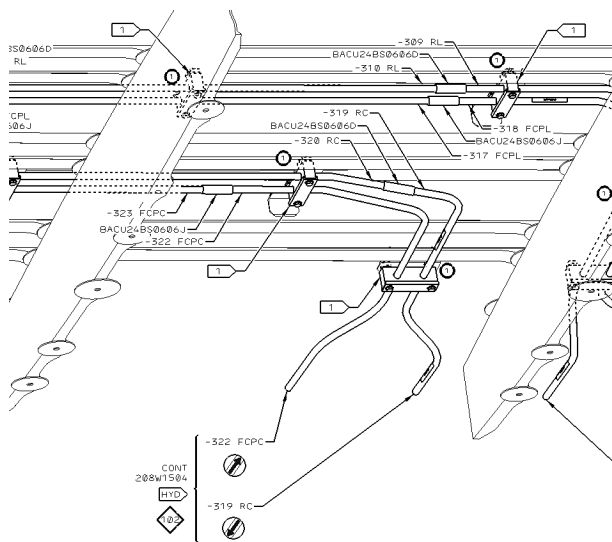 1
-309 RL
1
BACU24BS0606D
BS0606D
RL
-310 RL
1
1
FCPL
606J
-319 RC
-318 FCPL
BACU24BS0606D
BACU24BS0606J
-320 RC
-317 FCPL
1
1
-323 FCPC
BACU24BS0606J
-322 FCPC
1
1
1
-322 FCPC
CONT
208W1504
HYD
102
-319 RC